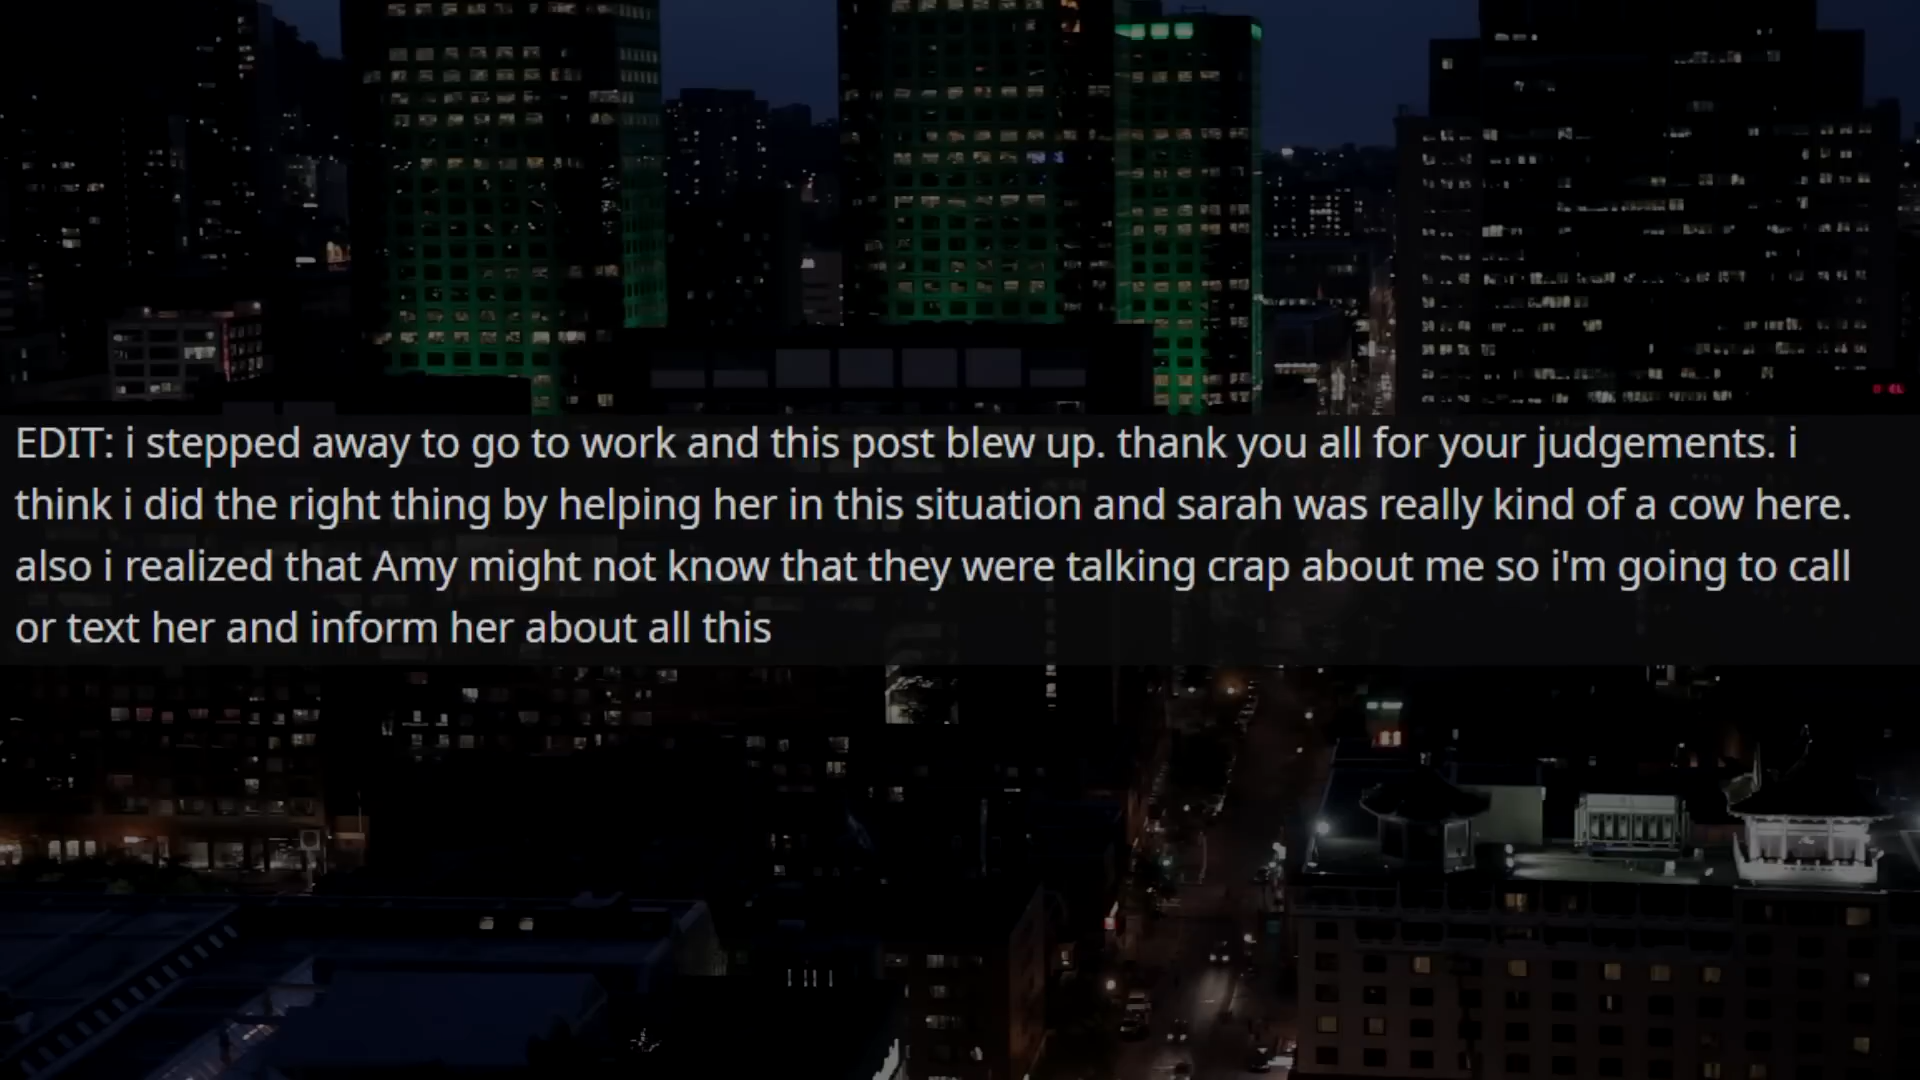 EDIT: i stepped away to go to work and this post blew up. thank you all for your judgements. i
think i did the right thing by helping her in this situation and sarah was really kind of a cow here.
also i realized that Amy might not know that they were talking crap about me so i'm going to call
or text her and inform her about all this